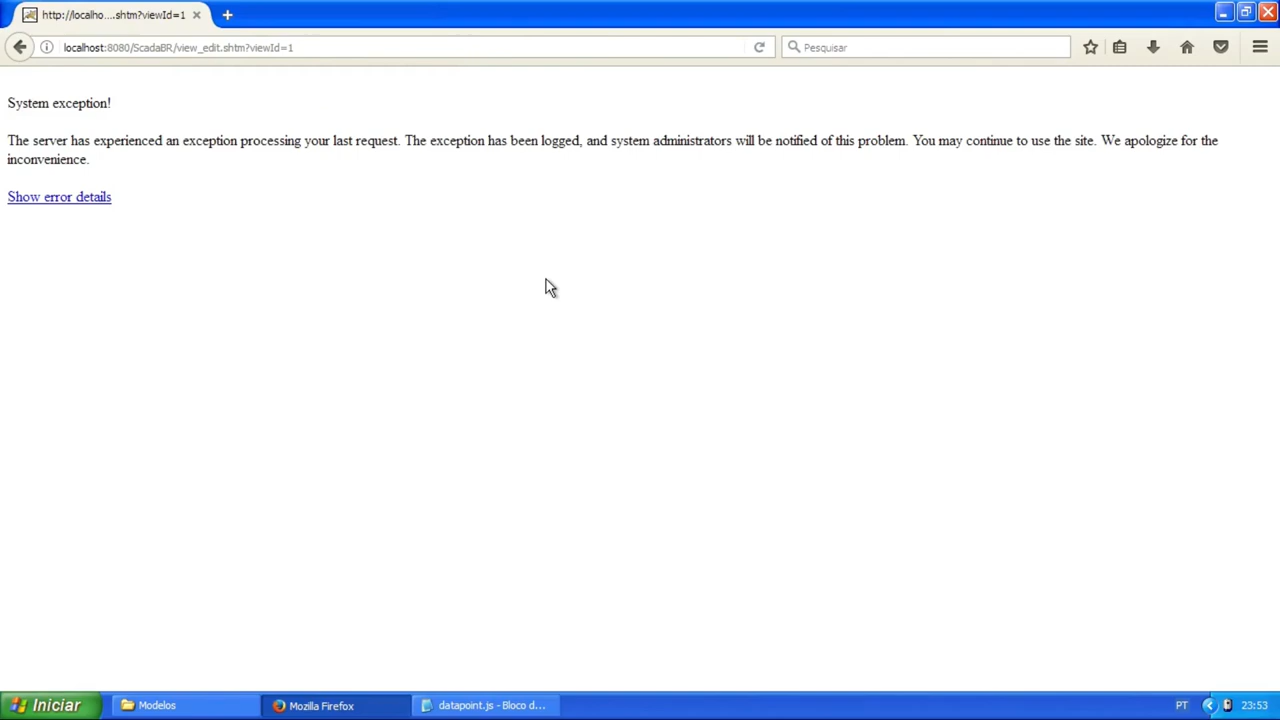 http://localho....shtm?viewId=1
localhost:8080/ScadaBR/view_edit.shtm?viewId=1
Pesquisar
System exception!
The server has experienced an exception processing your last request. The exception has been logged, and system administrators will be notified of this problem. You may continue to use the site. We apologize for the
inconvenience.
Show error details
Iniciar
Modelos
Mozilla Firefox
datapoint.js - Bloco d...
PT
23:53